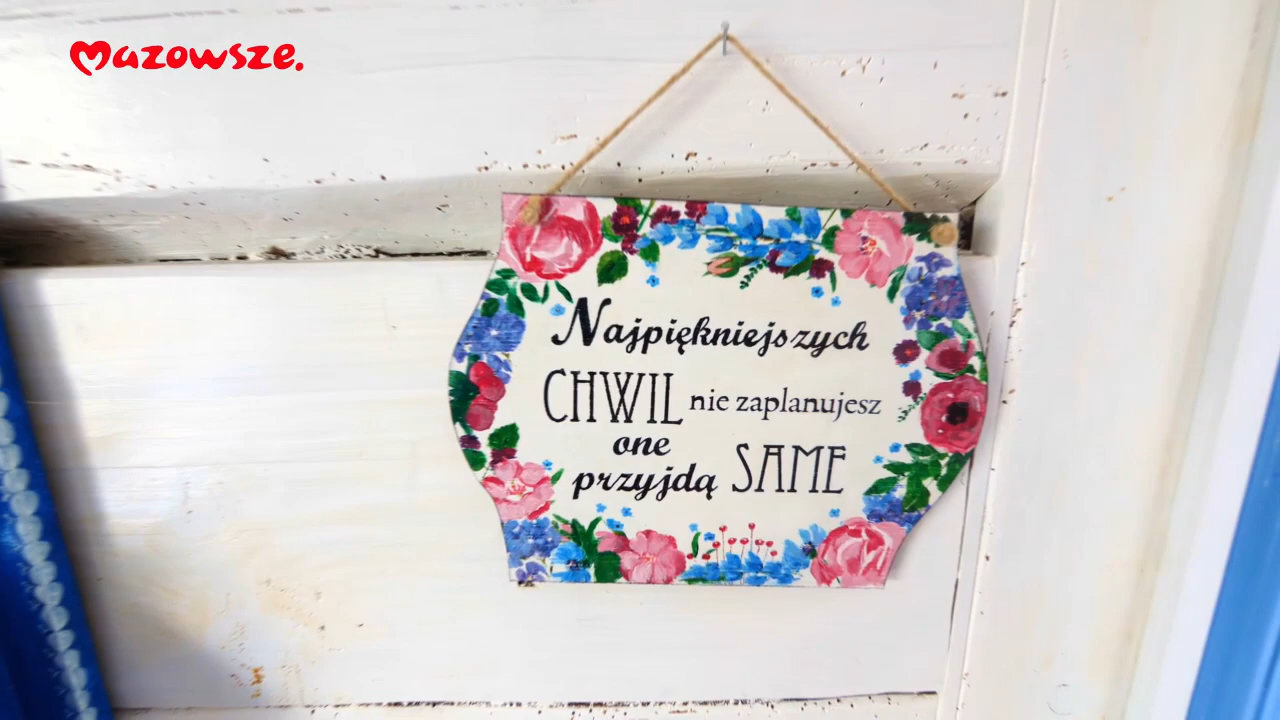 Mazowsze.
Najpiękniejszych
CHWIL nie zaplanujesz
one
przyjdą SAME